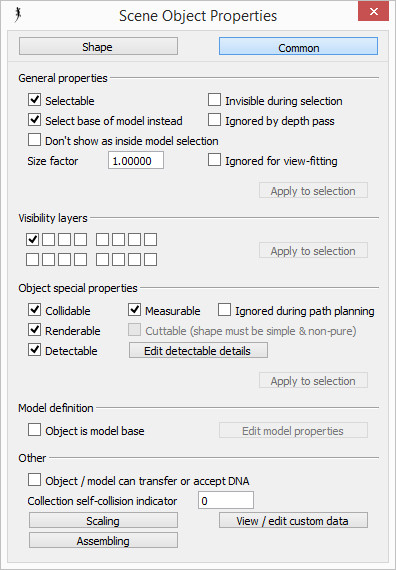 Scene Object Properties
Shape Common
General properties
Selectable Invisible during selection
Select base of model instead Ignored by depth pass
Don't show as inside model selection
Size factor 1.00000 Ignored for view-fitting
Apply to selection
Visibility layers
Apply to selection
Object special properties
Collidable Measurable Ignored during path planning
Renderable Cuttable (shape must be simple & non-pure)
Detectable Edit detectable details
Apply to selection
Model definition
Object is model base Edit model properties
Other
Object / model can transfer or accept DNA
Collection self-collision indicator 0
Scaling View / edit custom data
Assembling